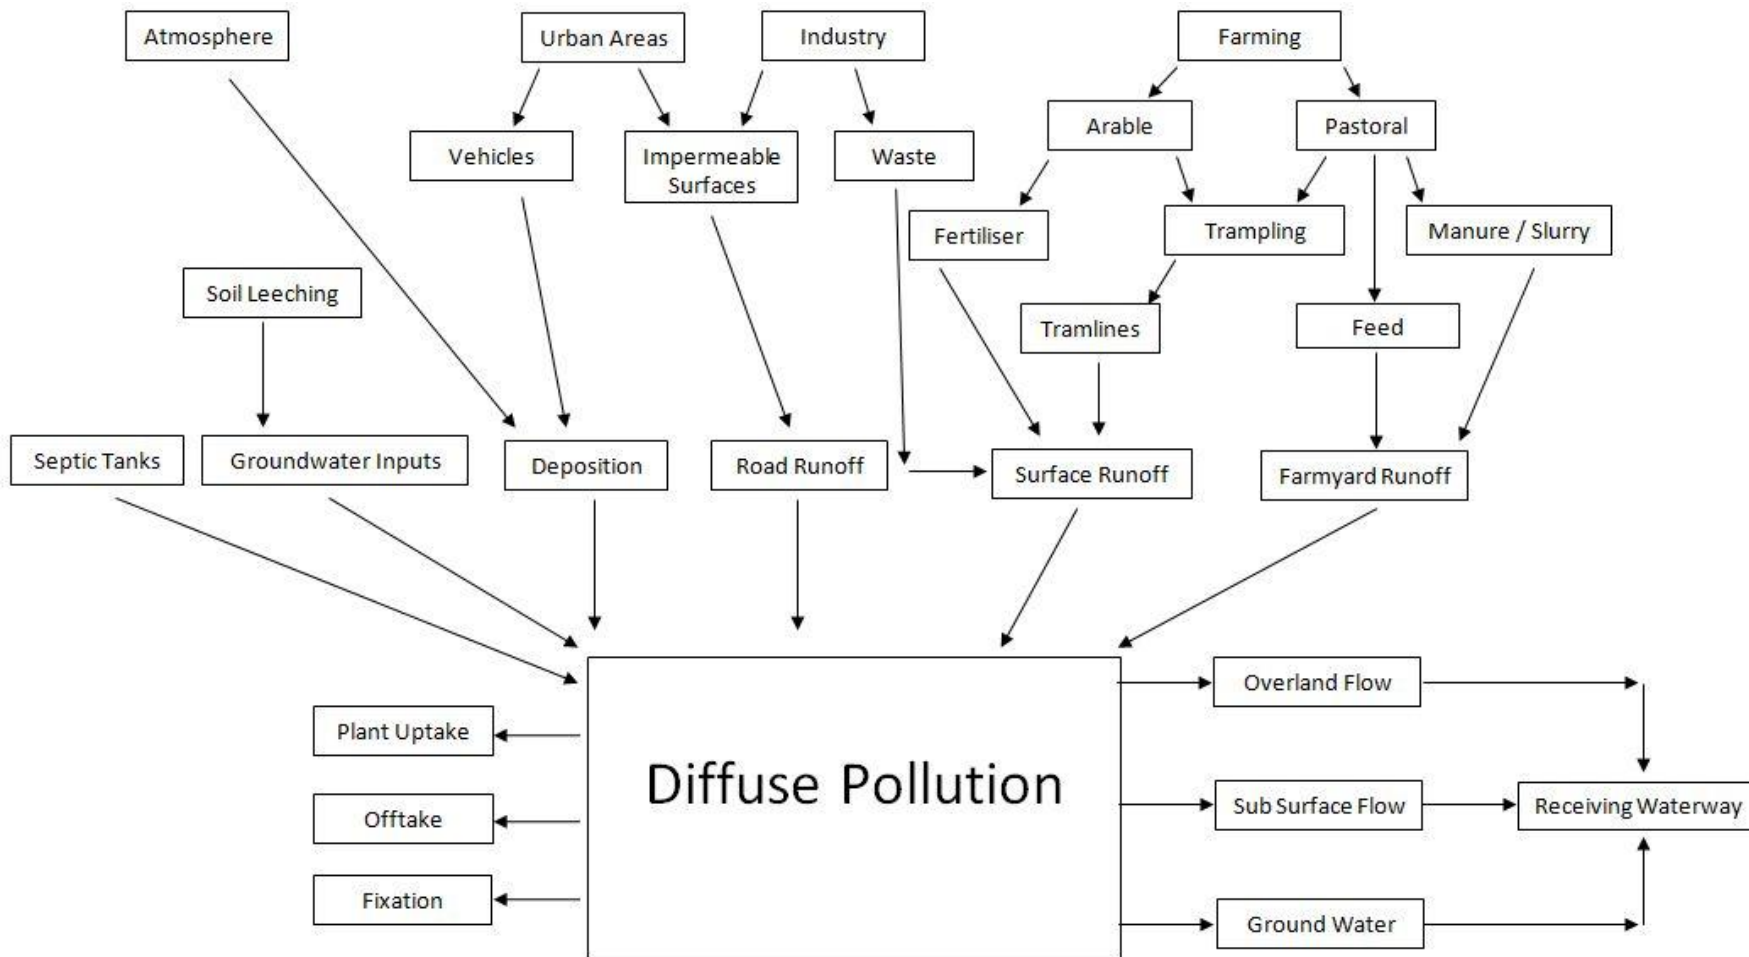 Atmosphere
Urban Areas
Industry
Farming
Arable
Pastoral
Vehicles
Impermeable
Surfaces
Waste
Fertiliser
Trampling
Manure / Slurry
Soil Leeching
Tramlines
Feed
Septic Tanks
Groundwater Inputs
Deposition
Road Runoff
Surface Runoff
Farmyard Runoff
Overland Flow
Plant Uptake
Diffuse Pollution
Offtake
Sub Surface Flow
Receiving Waterway
Fixation
Ground Water